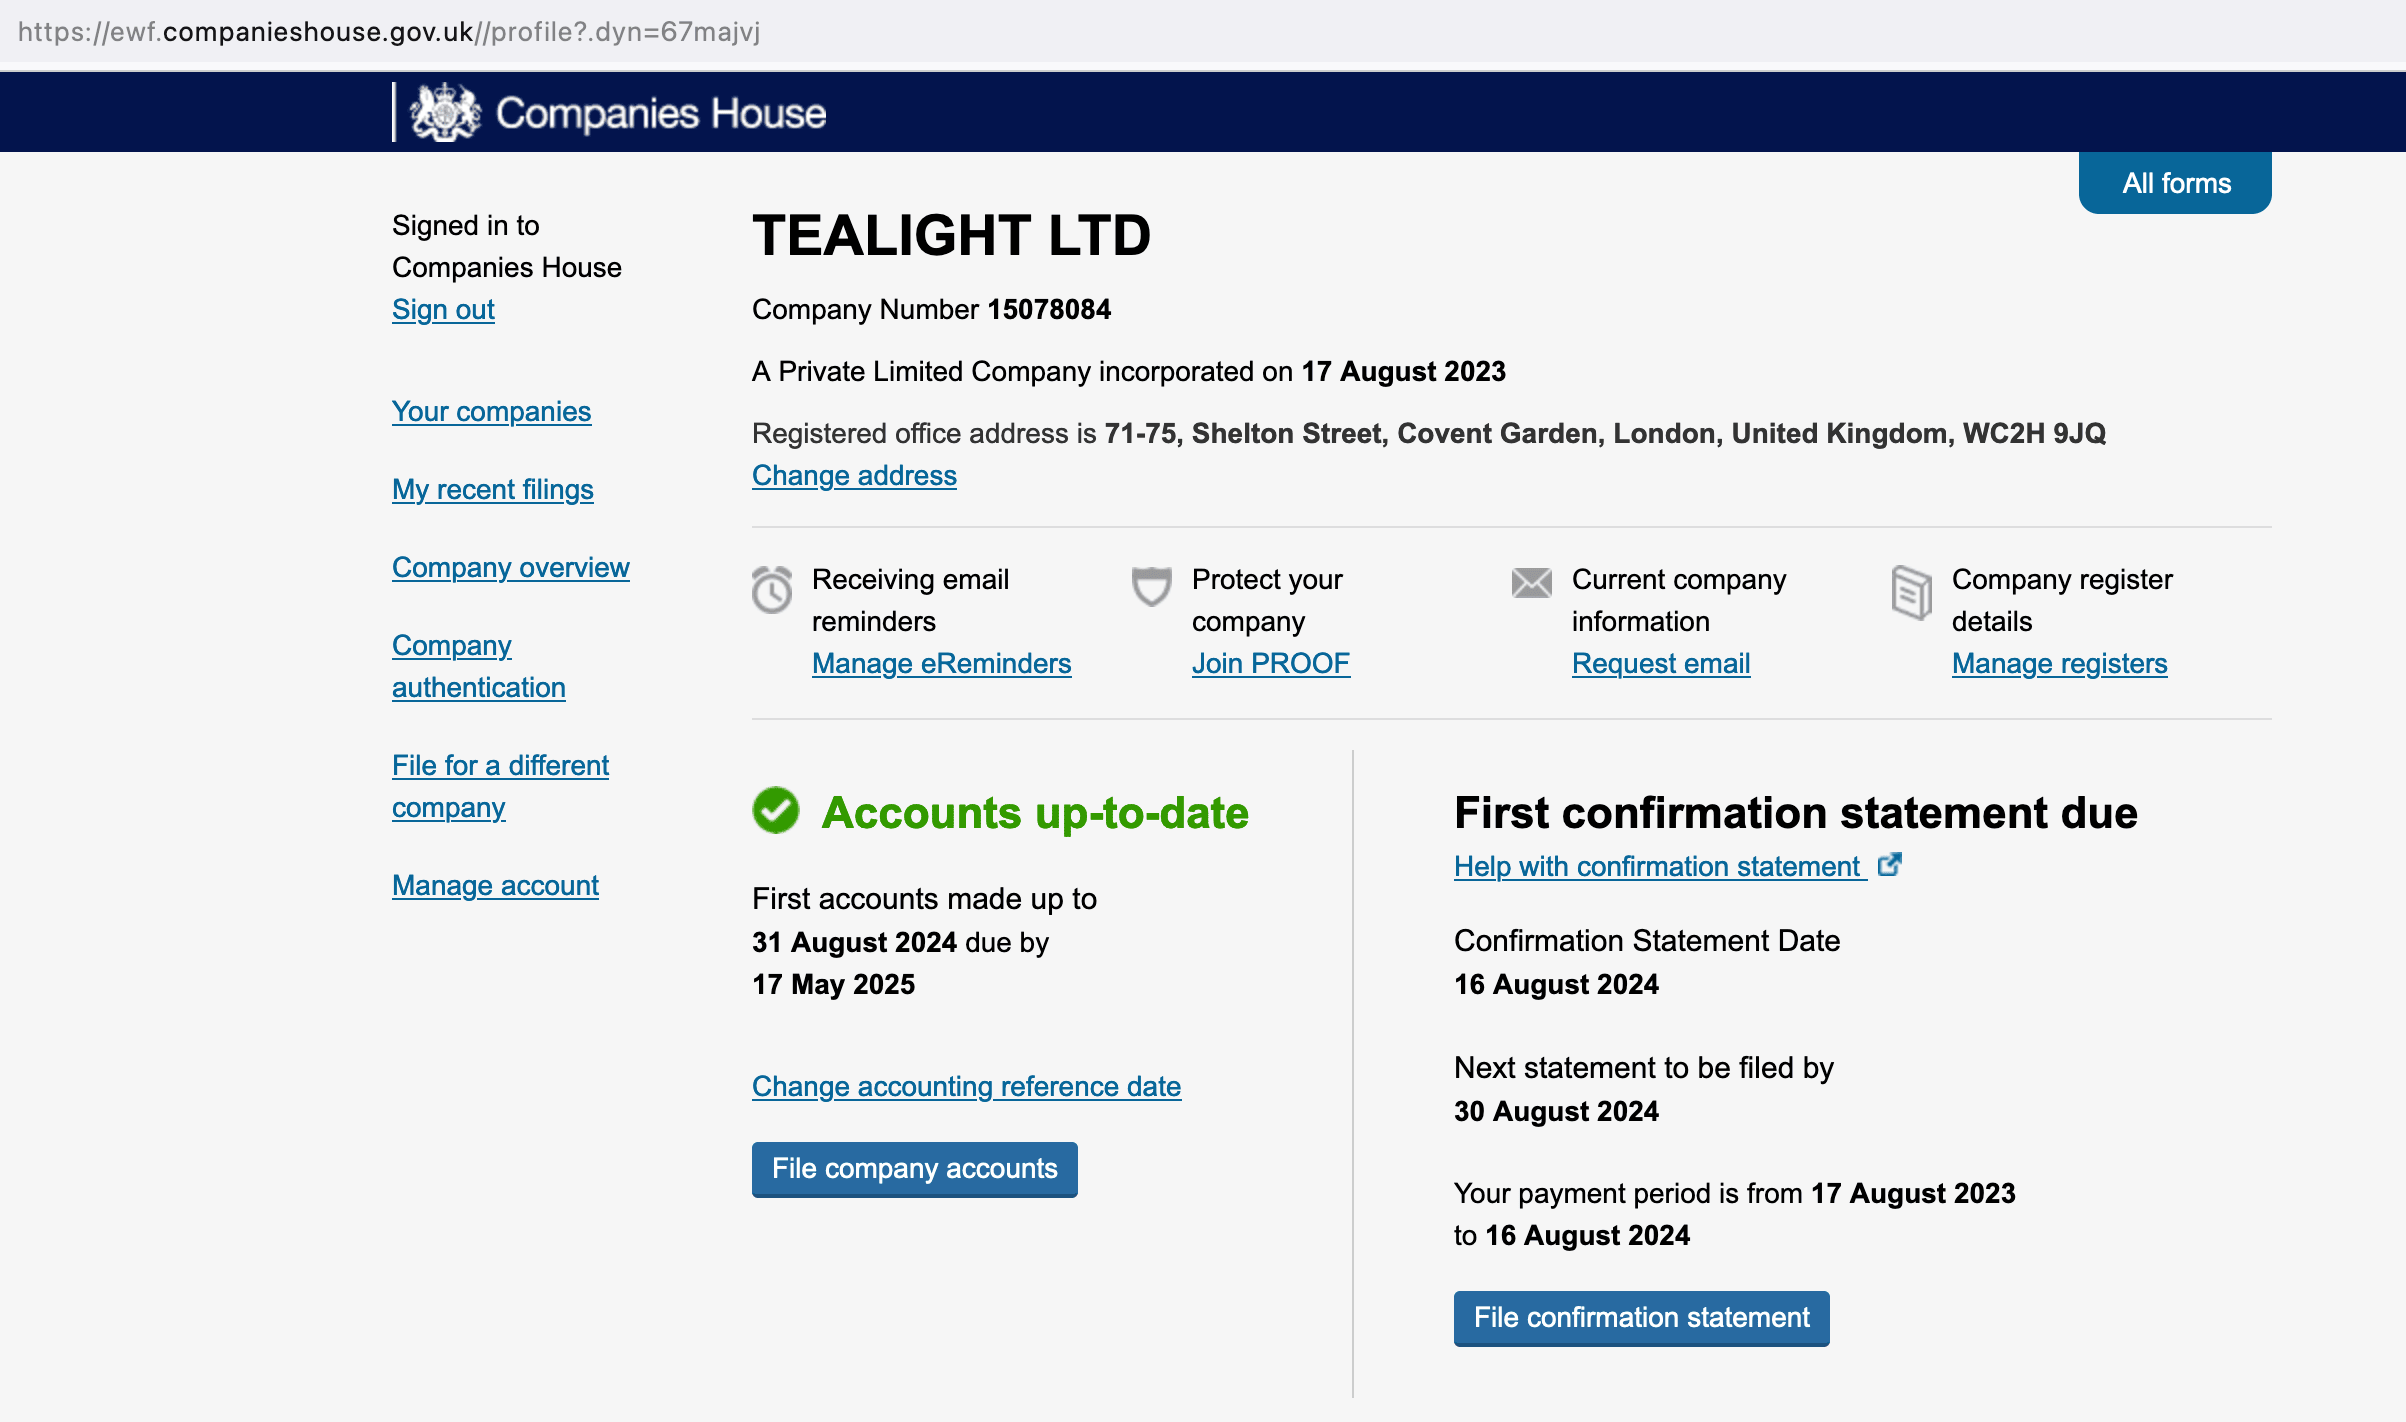 https://ewf.companieshouse.gov.uk//profile?.dyn=67majvj
Companies House
All forms
Signed in to
Companies House
Sign out
Your companies
My recent filings
Company overview
Company
authentication
File for a different
company
Manage account
TEALIGHT LTD
Company Number 15078084
A Private Limited Company incorporated on 17 August 2023
Registered office address is 71-75, Shelton Street, Covent Garden, London, United Kingdom, WC2H 9JQ
Change address
Receiving email
reminders
Manage eReminders
Protect your
company
Join PROOF
Current company
information
Request email
Company register
details
Manage registers
Accounts up-to-date
First accounts made up to
31 August 2024 due by
17 May 2025
Change accounting reference date
File company accounts
First confirmation statement due
Help with confirmation statement
Confirmation Statement Date
16 August 2024
Next statement to be filed by
30 August 2024
Your payment period is from 17 August 2023
to 16 August 2024
File confirmation statement